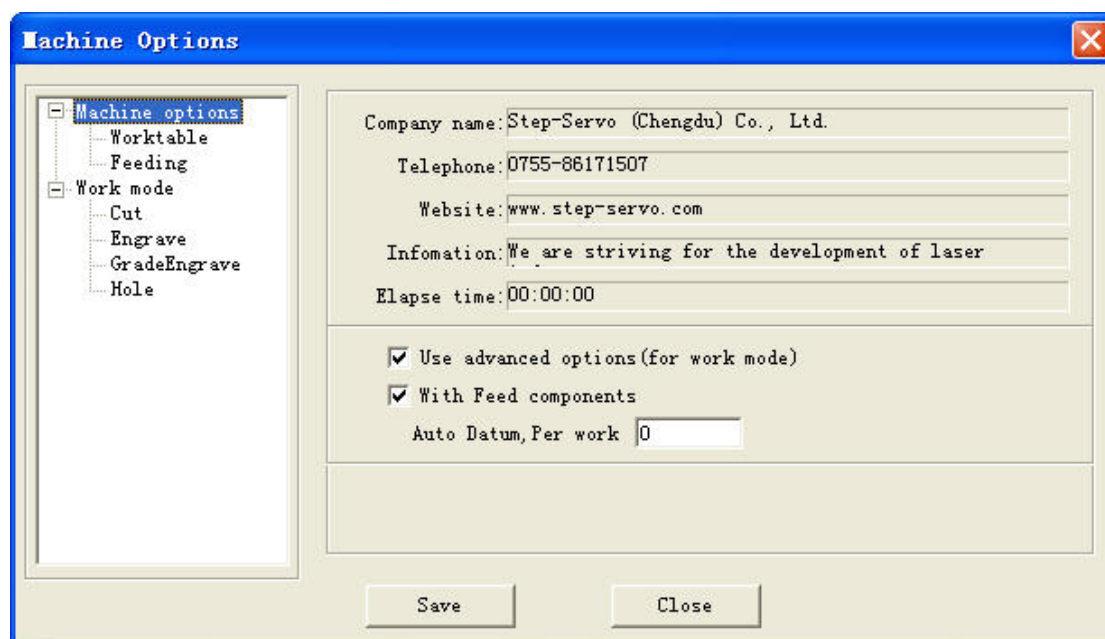 Machine Options
Machine options
Worktable
Feeding
Work mode
Cut
Engrave
GradeEngrave
Hole
Company name: Step-Servo (Chengdu) Co., Ltd.
Telephone: 0755-86171507
Website: www.step-servo.com
Infomation: We are striving for the development of laser
Elapse time: 00:00:00
Use advanced options(for work mode)
With Feed components
Auto Datum,Per work 0
Save Close